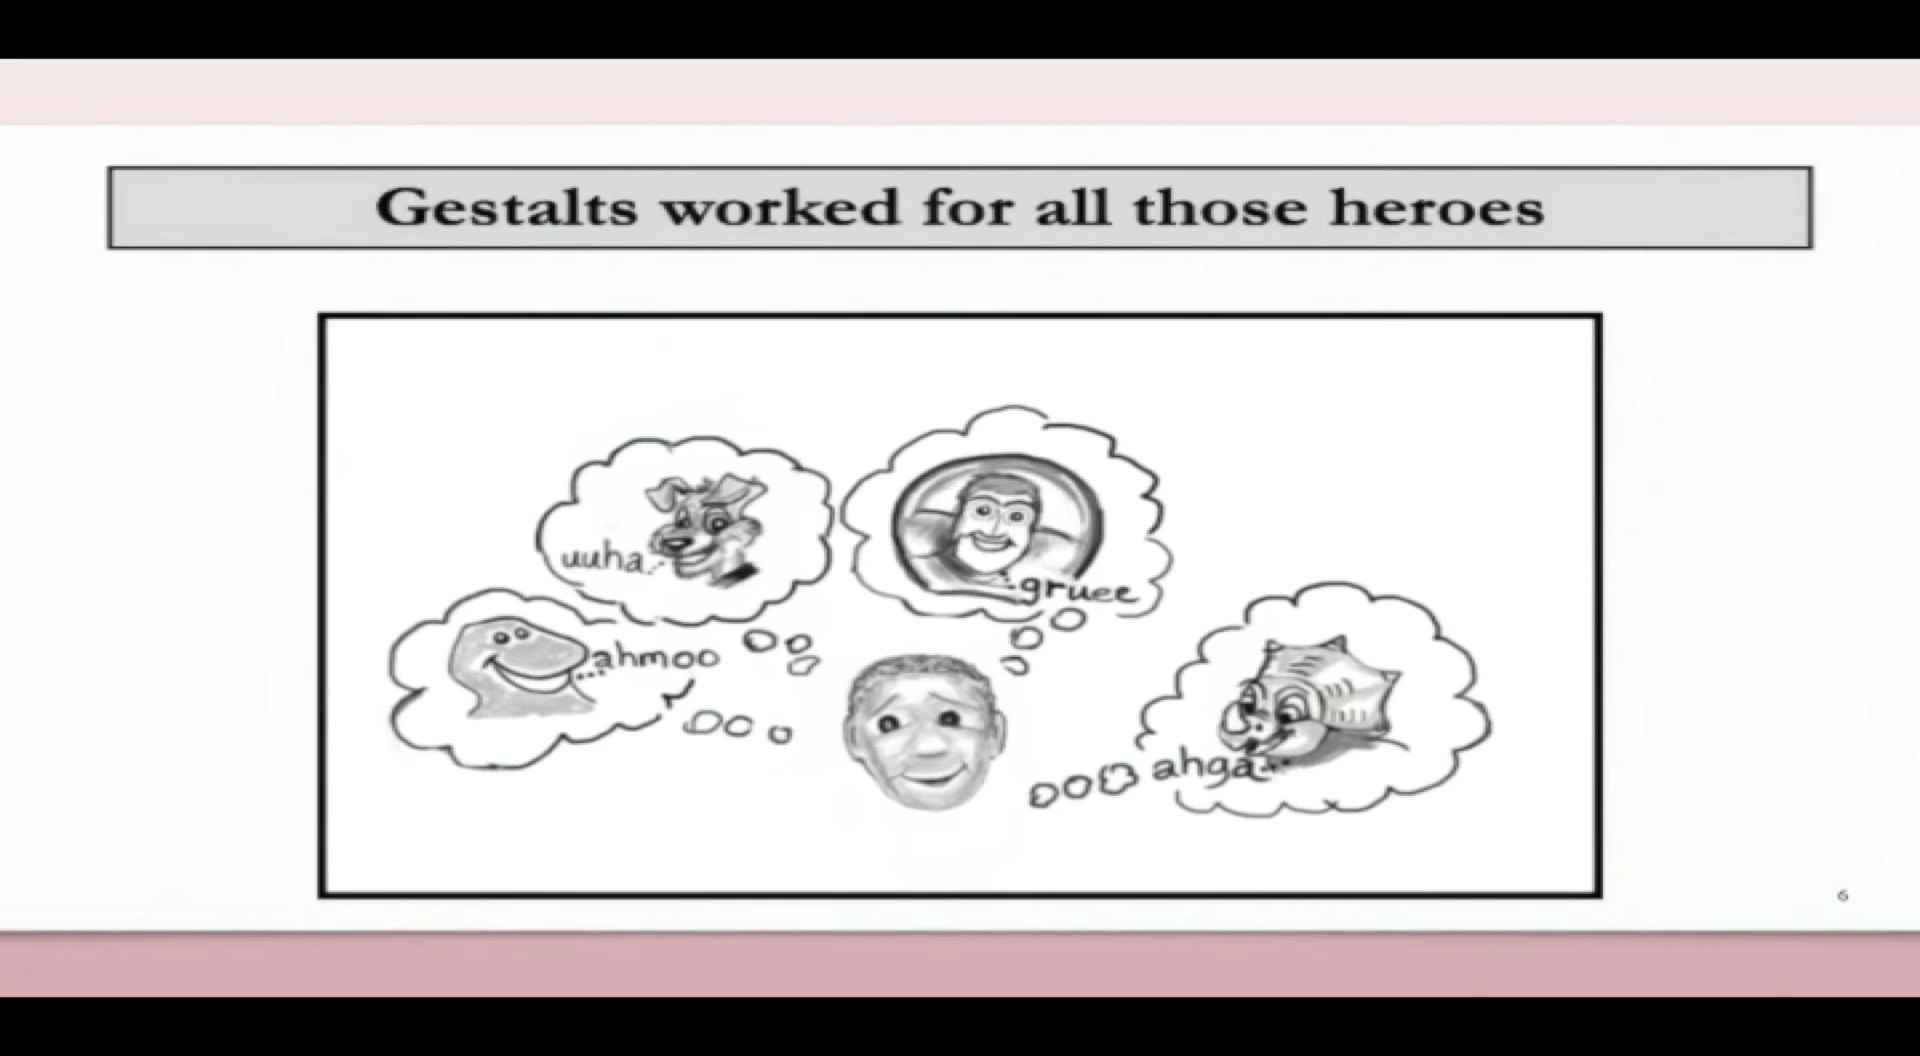 Gestalts worked for all those heroes
uuha...
gruee
...ahmoo
ahga...
6